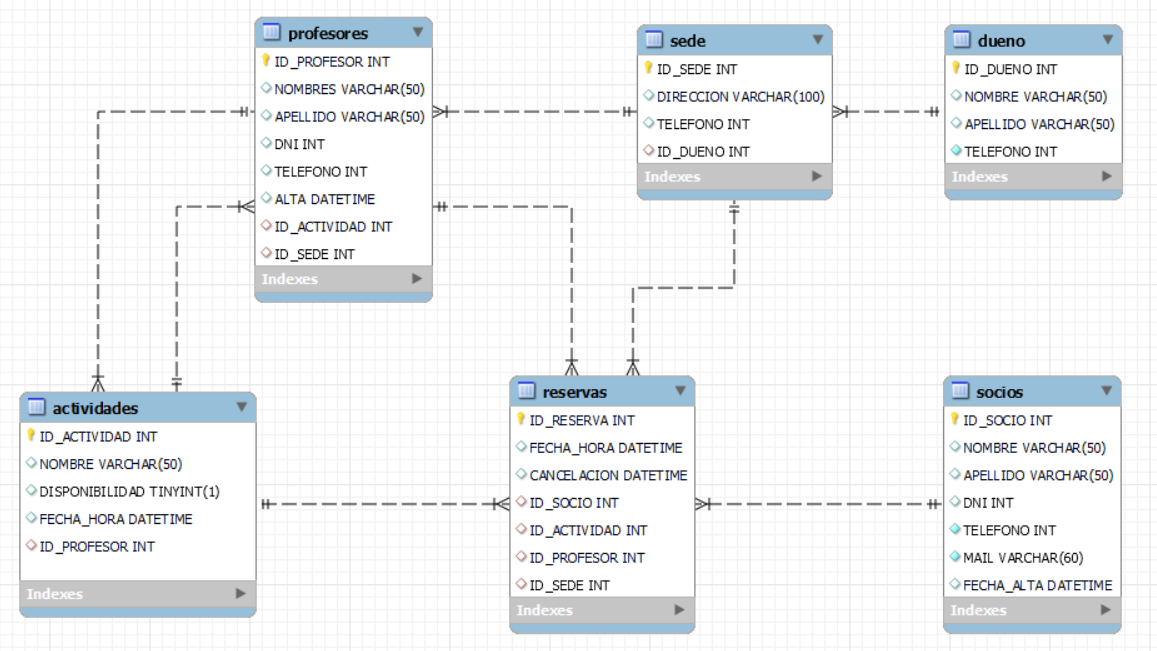 profesores
ID_PROFESOR INT
NOMBRES VARCHAR(50)
APELLIDO VARCHAR(50)
DNI INT
TELEFONO INT
ALTA DATETIME
ID_ACTIVIDAD INT
ID_SEDE INT
Indexes
sede
ID_SEDE INT
DIRECCION VARCHAR(100)
TELEFONO INT
ID_DUENO INT
Indexes
dueno
ID_DUENO INT
NOMBRE VARCHAR(50)
APELLIDO VARCHAR(50)
TELEFONO INT
Indexes
actividades
ID_ACTIVIDAD INT
NOMBRE VARCHAR(50)
DISPONIBILIDAD TINYINT(1)
FECHA_HORA DATETIME
ID_PROFESOR INT
Indexes
reservas
ID_RESERVA INT
FECHA_HORA DATETIME
CANCELACION DATETIME
ID_SOCIO INT
ID_ACTIVIDAD INT
ID_PROFESOR INT
ID_SEDE INT
Indexes
socios
ID_SOCIO INT
NOMBRE VARCHAR(50)
APELLIDO VARCHAR(50)
DNI INT
TELEFONO INT
MAIL VARCHAR(60)
FECHA_ALTA DATETIME
Indexes